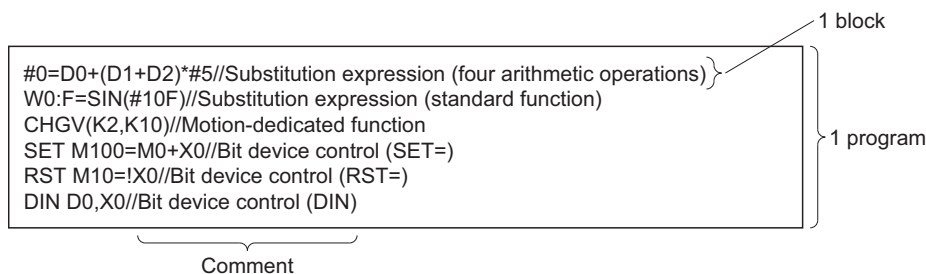 1 block
#0=D0+(D1+D2)*#5//Substitution expression (four arithmetic operations)
W0:F=SIN(#10F)//Substitution expression (standard function)
CHGV(K2,K10)//Motion-dedicated function
SET M100=M0+X0//Bit device control (SET=)
RST M10=!X0//Bit device control (RST=)
DIN D0,X0//Bit device control (DIN)
1 program
Comment